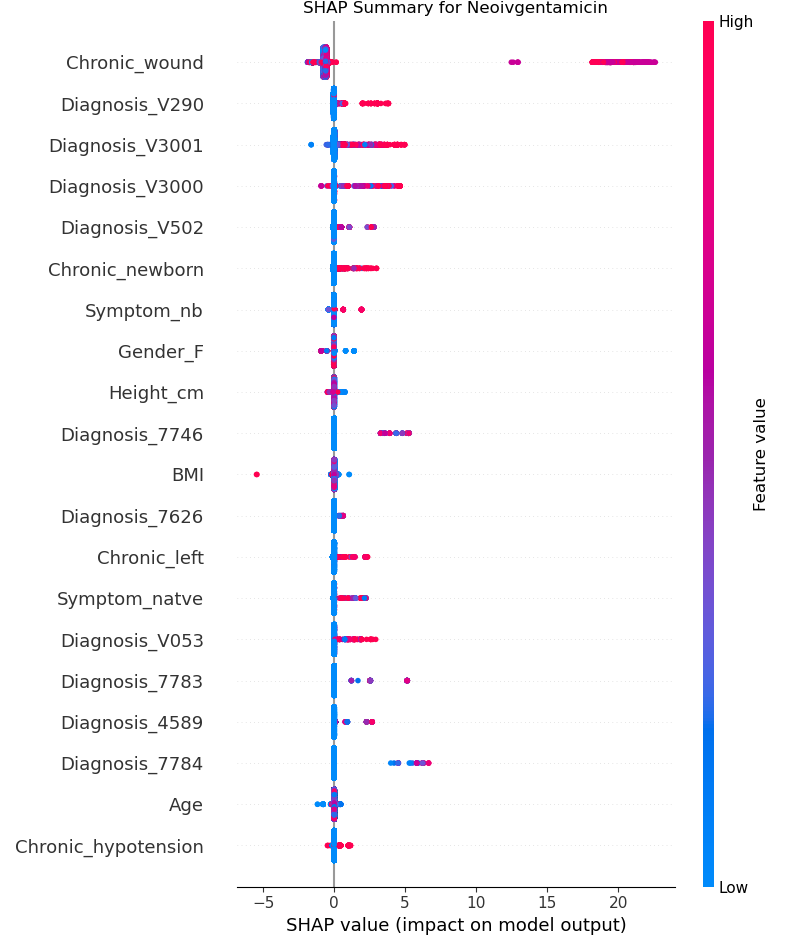 SHAP Summary for Neoivgentamicin
High
Chronic_wound
Diagnosis_V290
Diagnosis_V3001
Diagnosis_V3000
Diagnosis_V502
Chronic_newborn
Symptom_nb
Gender_F
Height_cm
Diagnosis_7746
BMI
Diagnosis_7626
Chronic_left
Symptom_natve
Diagnosis_V053
Diagnosis_7783
Diagnosis_4589
Diagnosis_7784
Age
Chronic_hypotension
Feature value
Low
−5 0 5 10 15 20
SHAP value (impact on model output)